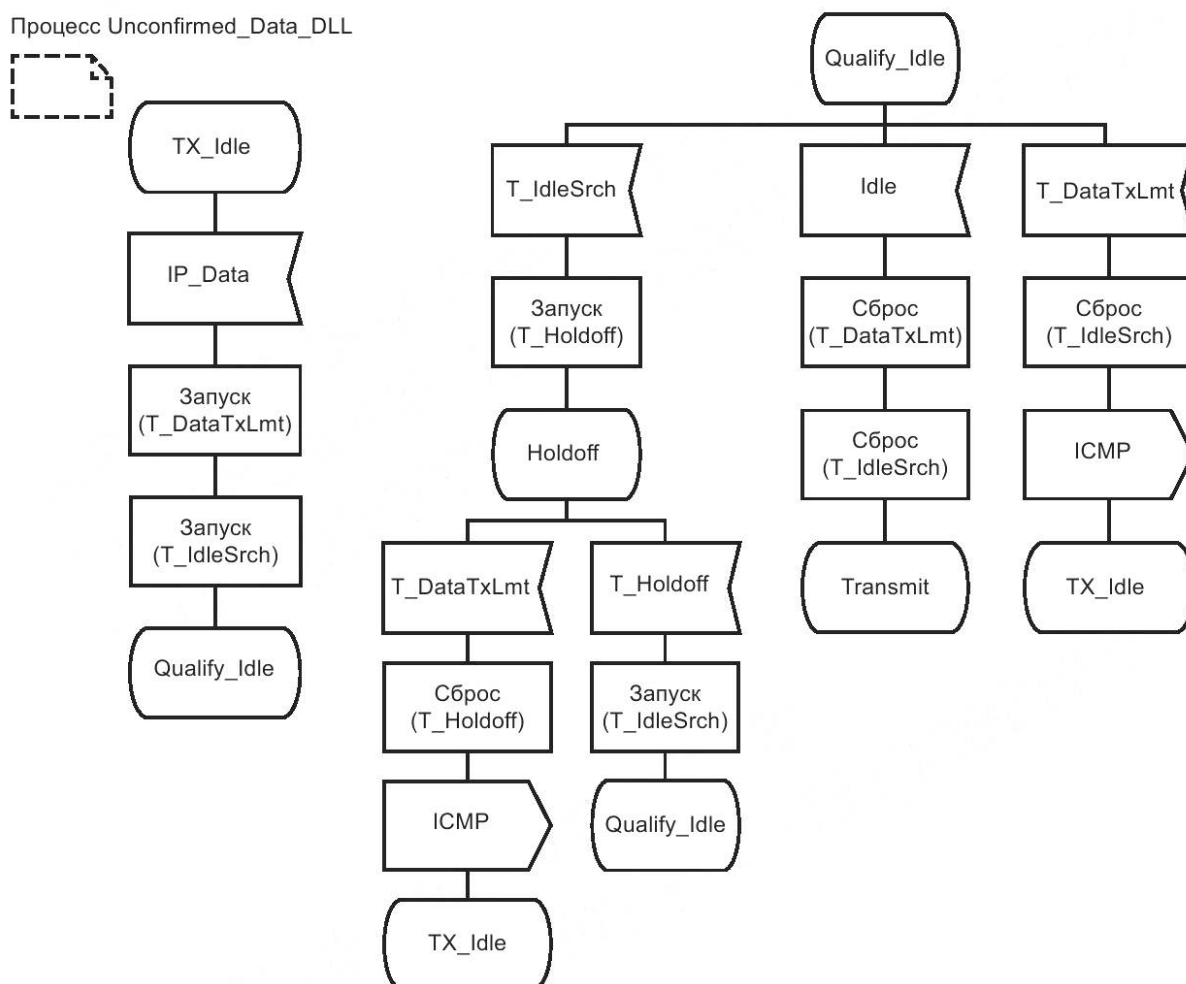 Процесс Unconfirmed_Data_DLL
TX_Idle
IP_Data
Запуск
(T_DataTxLmt)
Запуск
(T_IdleSrch)
Qualify_Idle
Qualify_Idle
T_IdleSrch
Запуск
(T_Holdoff)
Holdoff
T_DataTxLmt
Сброс
(T_Holdoff)
ICMP
TX_Idle
T_Holdoff
Запуск
(T_IdleSrch)
Qualify_Idle
Idle
Сброс
(T_DataTxLmt)
Сброс
(T_IdleSrch)
Transmit
T_DataTxLmt
Сброс
(T_IdleSrch)
ICMP
TX_Idle